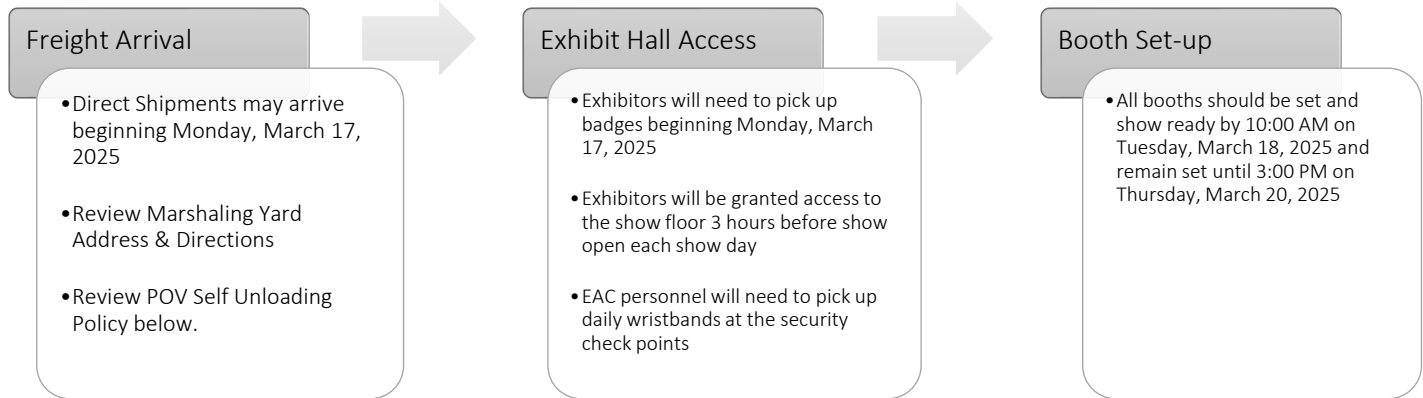 Freight Arrival
•Direct Shipments may arrive
beginning Monday, March 17,
2025
•Review Marshaling Yard
Address & Directions
•Review POV Self Unloading
Policy below.
Exhibit Hall Access
•Exhibitors will need to pick up
badges beginning Monday, March
17, 2025
•Exhibitors will be granted access to
the show floor 3 hours before show
open each show day
•EAC personnel will need to pick up
daily wristbands at the security
check points
Booth Set-up
•All booths should be set and
show ready by 10:00 AM on
Tuesday, March 18, 2025 and
remain set until 3:00 PM on
Thursday, March 20, 2025